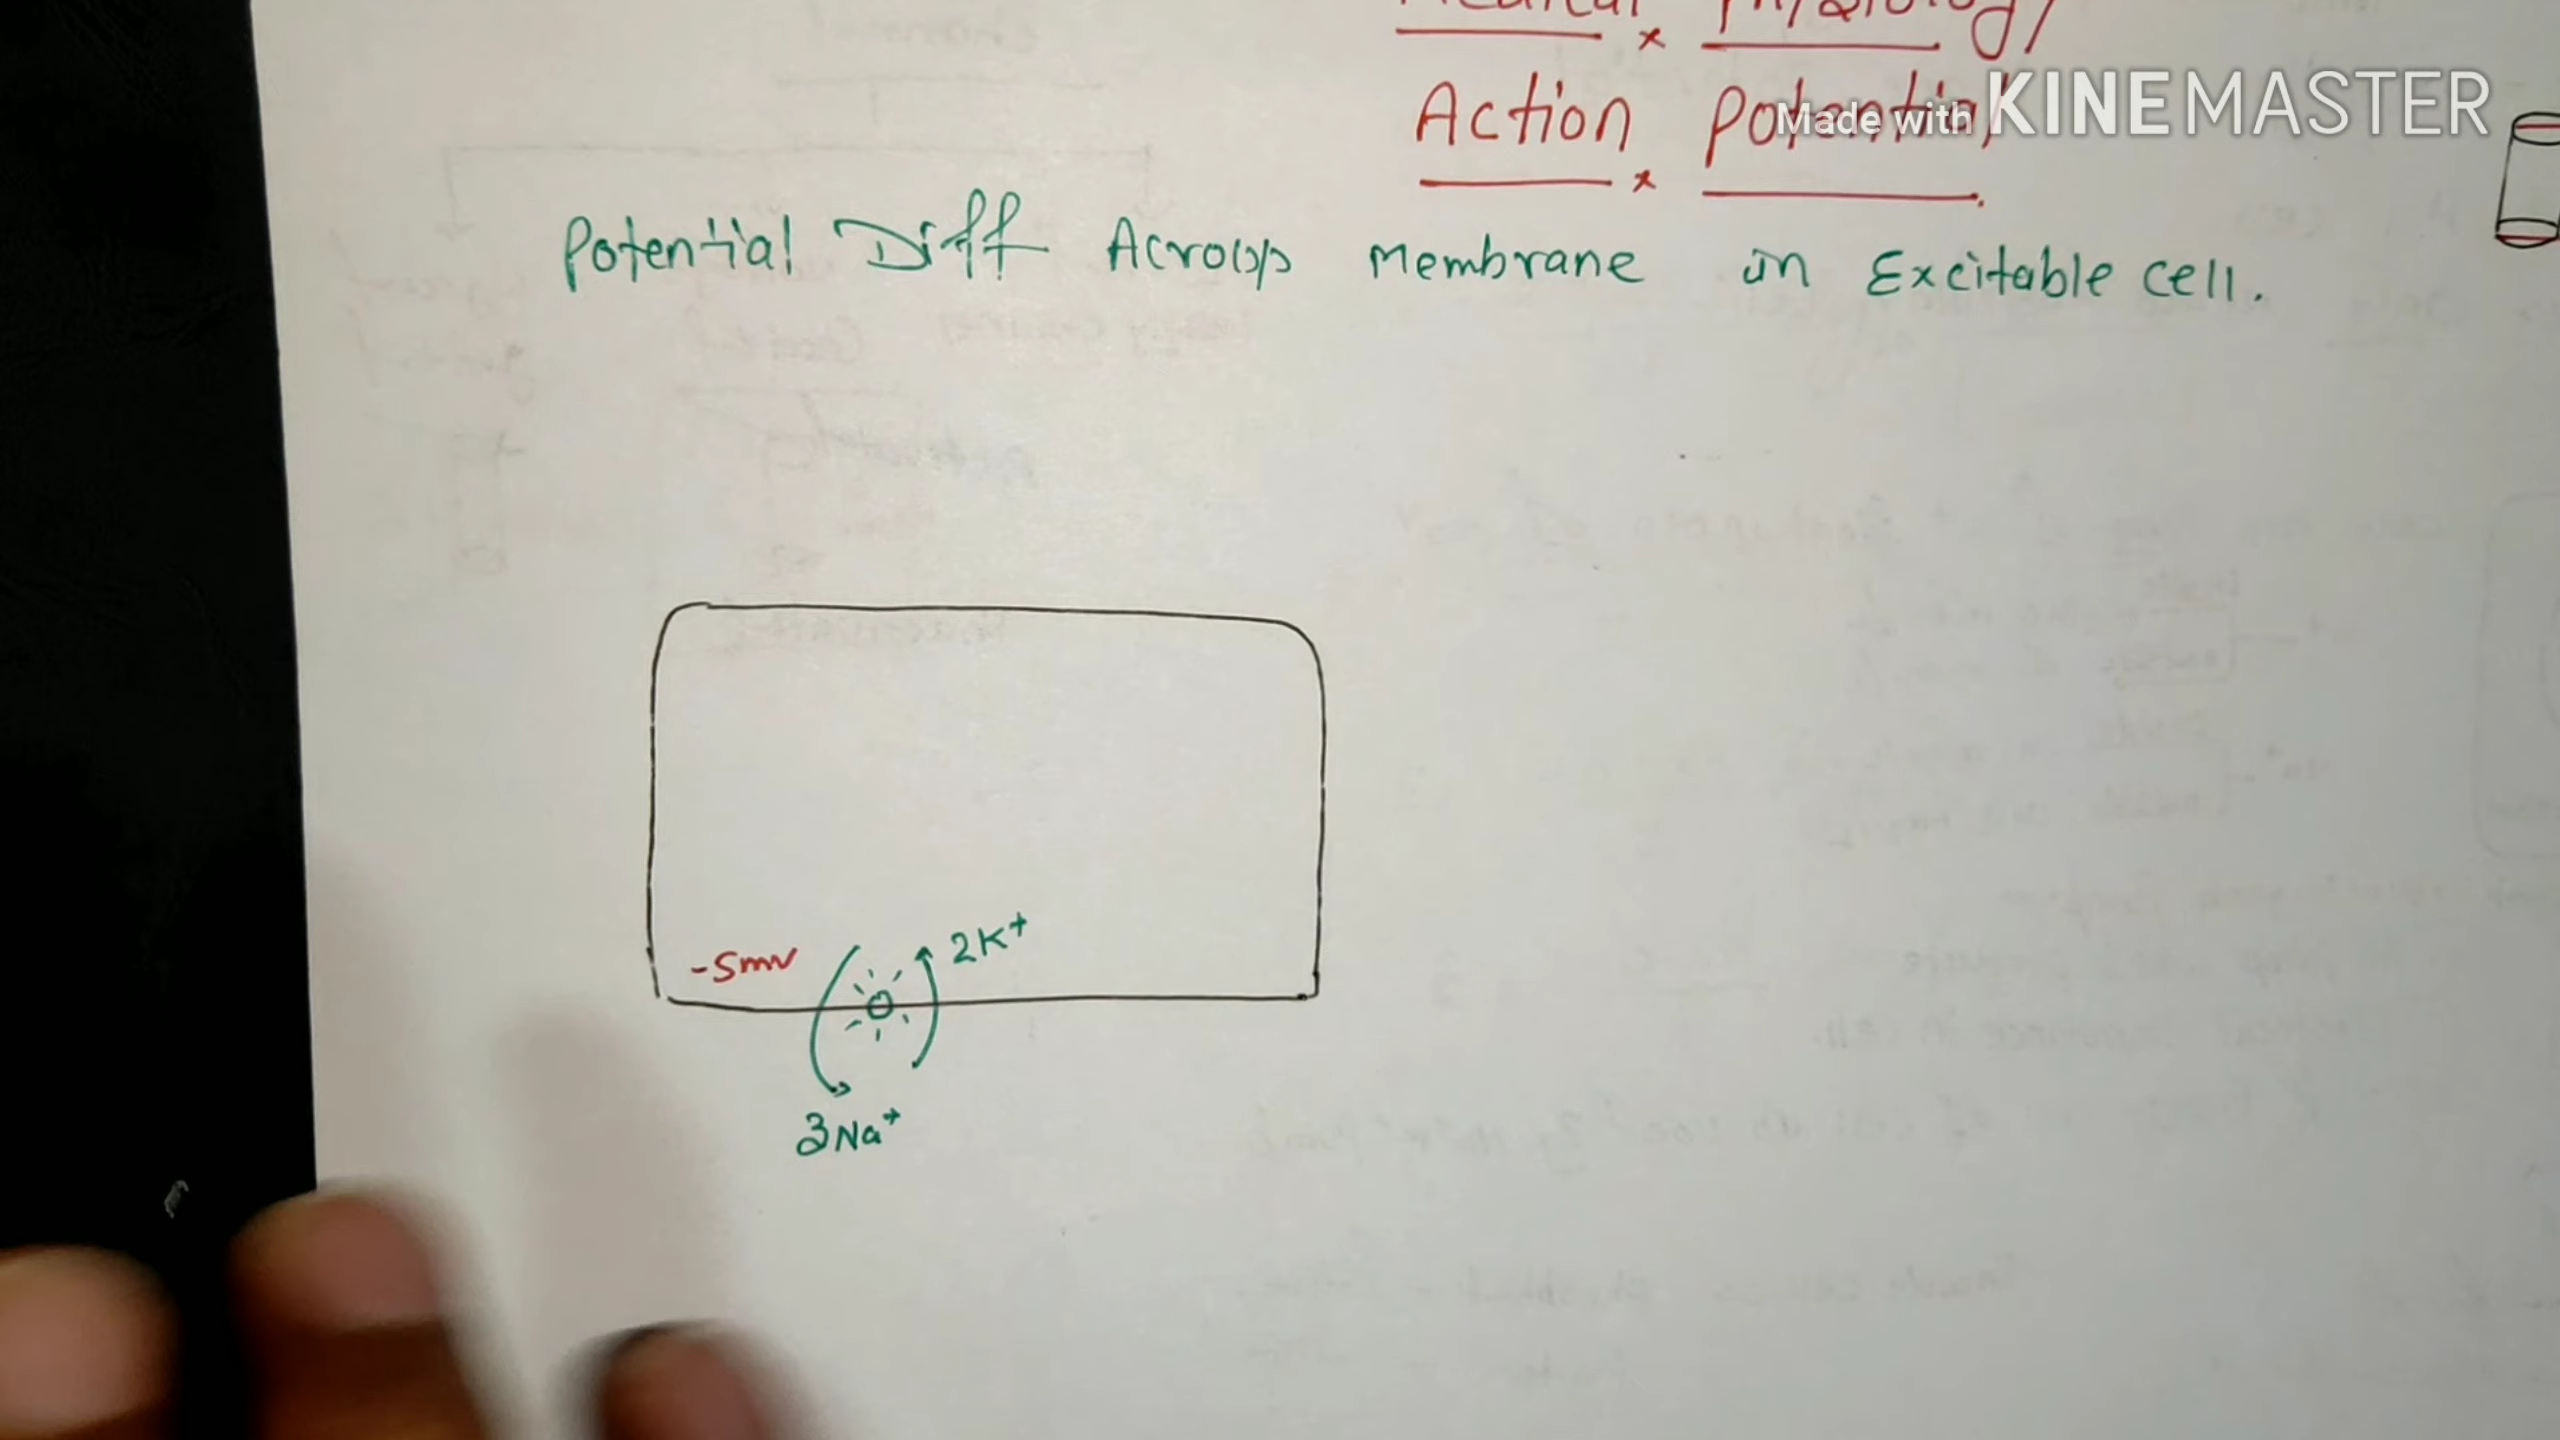 Action Potential
Made with KINEMASTER
Potential Diff Across Membrane in Excitable cell.
-5mv
2K+
3Na+